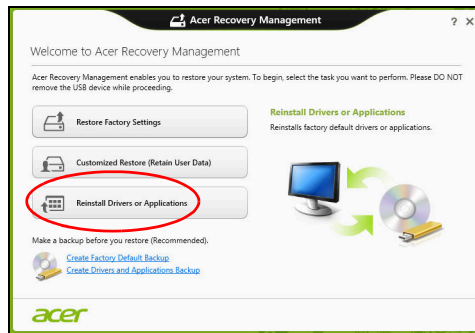 Acer Recovery Management
? X
Welcome to Acer Recovery Management
Acer Recovery Management enables you to restore your system. To begin, select the task you want to perform. Please DO NOT
remove the USB device while proceeding.
Restore Factory Settings
Customized Restore (Retain User Data)
Reinstall Drivers or Applications
Reinstall Drivers or Applications
Reinstalls factory default drivers or applications.
Make a backup before you restore (Recommended).
Create Factory Default Backup
Create Drivers and Applications Backup
acer